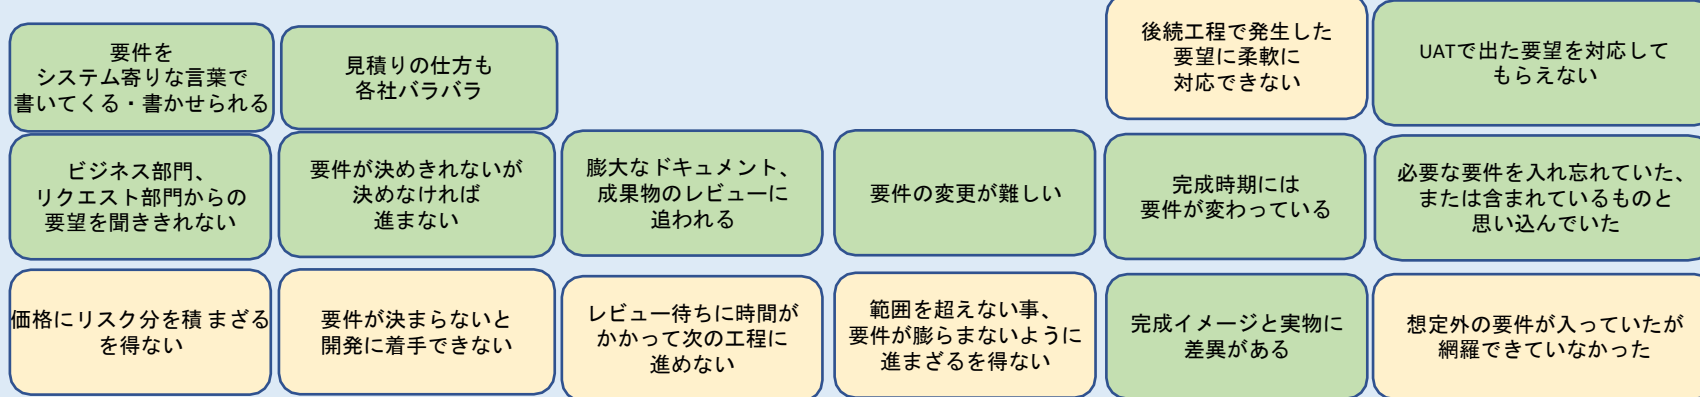 要件を
システム寄りな言葉で
書いてくる・書かせられる
見積りの仕方も
各社バラバラ
後続工程で発生した
要望に柔軟に
対応できない
UATで出た要望を対応して
もらえない
ビジネス部門、
リクエスト部門からの
要望を聞ききれない
要件が決めきれないが
決めなければ
進まない
膨大なドキュメント、
成果物のレビューに
追われる
要件の変更が難しい
完成時期には
要件が変わっている
必要な要件を入れ忘れていた、
または含まれているものと
思い込んでいた
価格にリスク分を積 まざる
を得ない
要件が決まらないと
開発に着手できない
レビュー待ちに時間が
かかって次の工程に
進めない
範囲を超えない事、
要件が膨らまないように
進まざるを得ない
完成イメージと実物に
差異がある
想定外の要件が入っていたが
網羅できていなかった